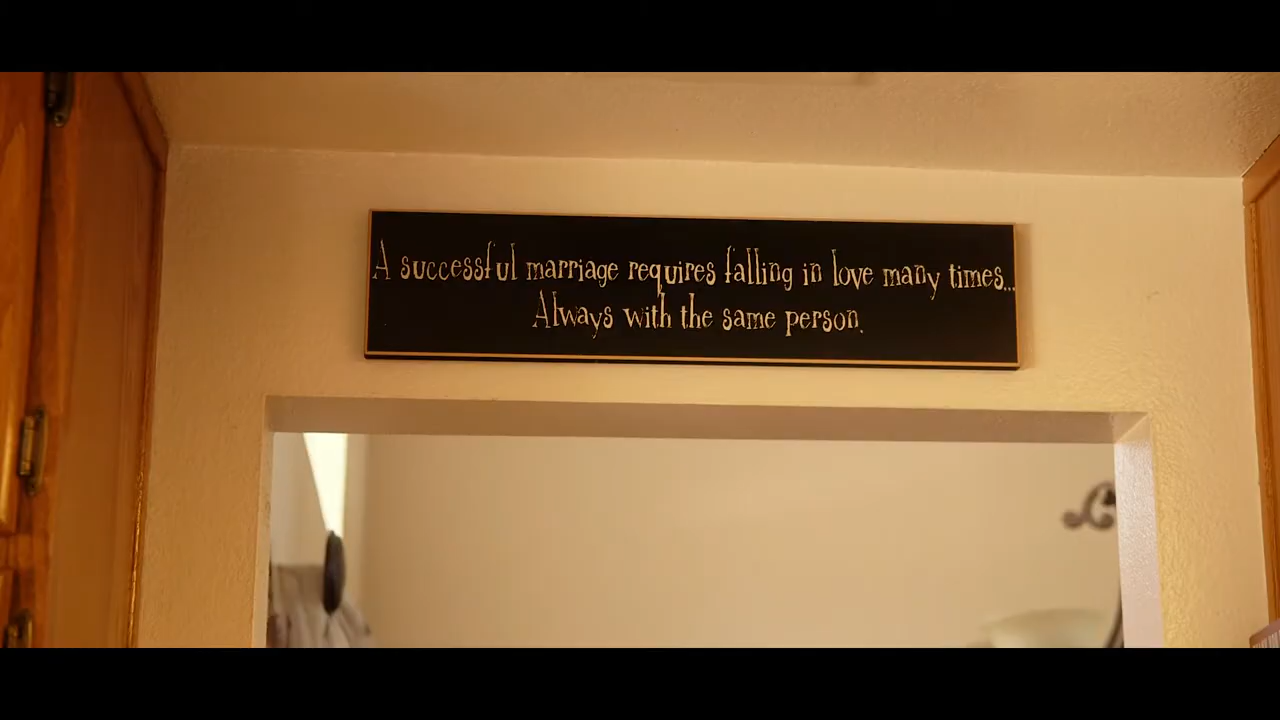 A successful marriage requires falling in love many times...
Always with the same person.